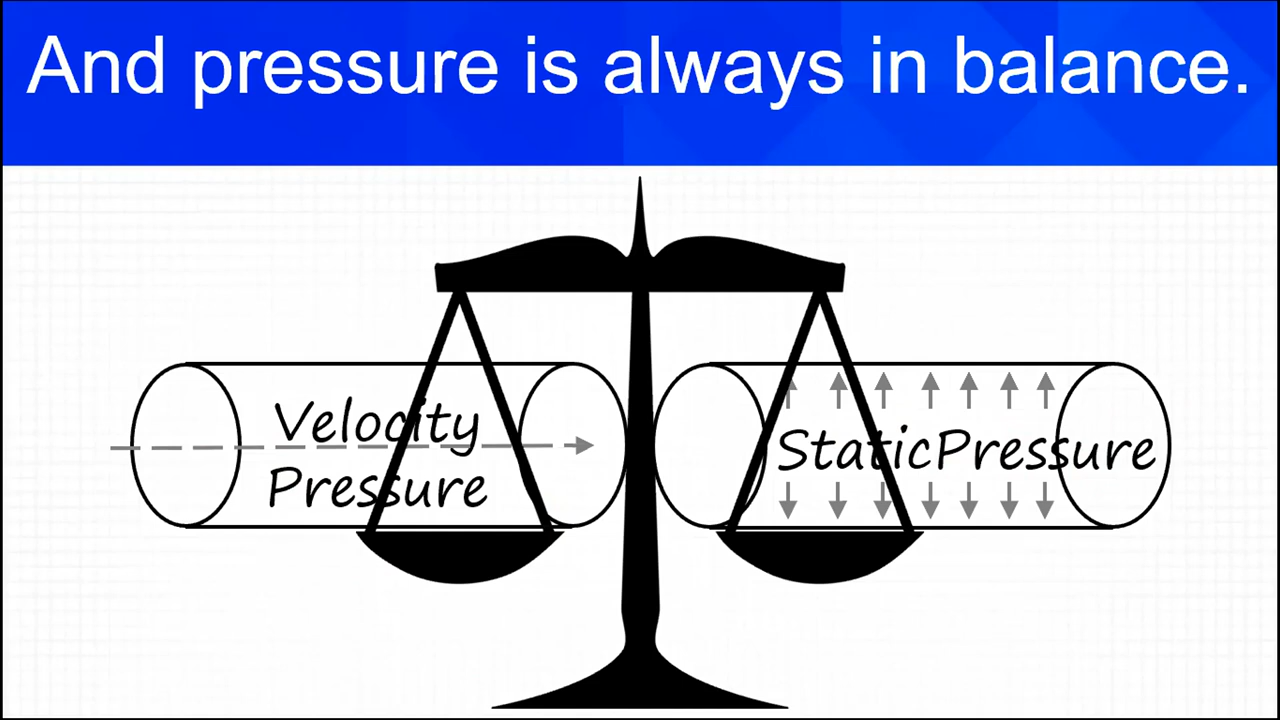 And pressure is always in balance.
Velocity
Pressure
StaticPressure